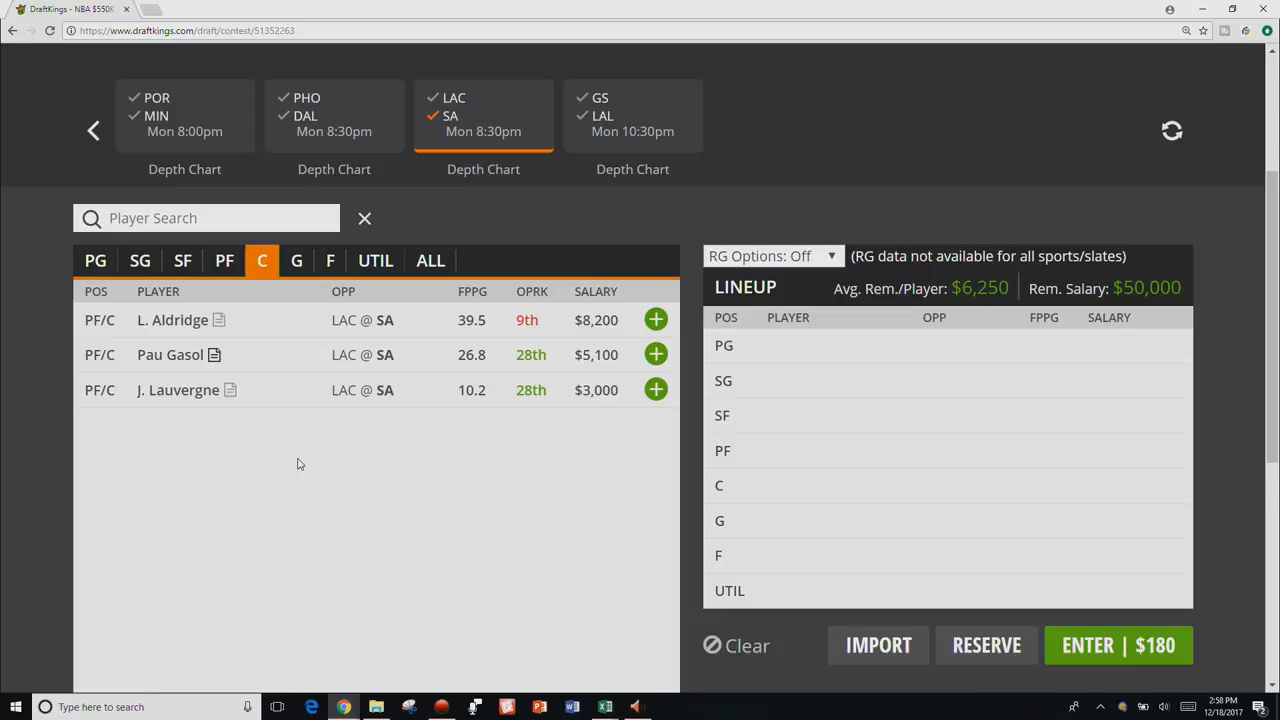 DraftKings - NBA $550K
https://www.draftkings.com/draft/contest/51352263
POR
MIN
Mon 8:00pm
Depth Chart
PHO
DAL
Mon 8:30pm
Depth Chart
LAC
SA
Mon 8:30pm
Depth Chart
GS
LAL
Mon 10:30pm
Depth Chart
Player Search
PG SG SF PF C G F UTIL ALL
POS PLAYER OPP FPPG OPRK SALARY
PF/C L. Aldridge LAC @ SA 39.5 9th $8,200
PF/C Pau Gasol LAC @ SA 26.8 28th $5,100
PF/C J. Lauvergne LAC @ SA 10.2 28th $3,000
RG Options: Off (RG data not available for all sports/slates)
LINEUP Avg. Rem./Player: $6,250 Rem. Salary: $50,000
POS PLAYER OPP FPPG SALARY
PG
SG
SF
PF
C
G
F
UTIL
Clear IMPORT RESERVE ENTER | $180
Type here to search
2:58 PM
12/18/2017